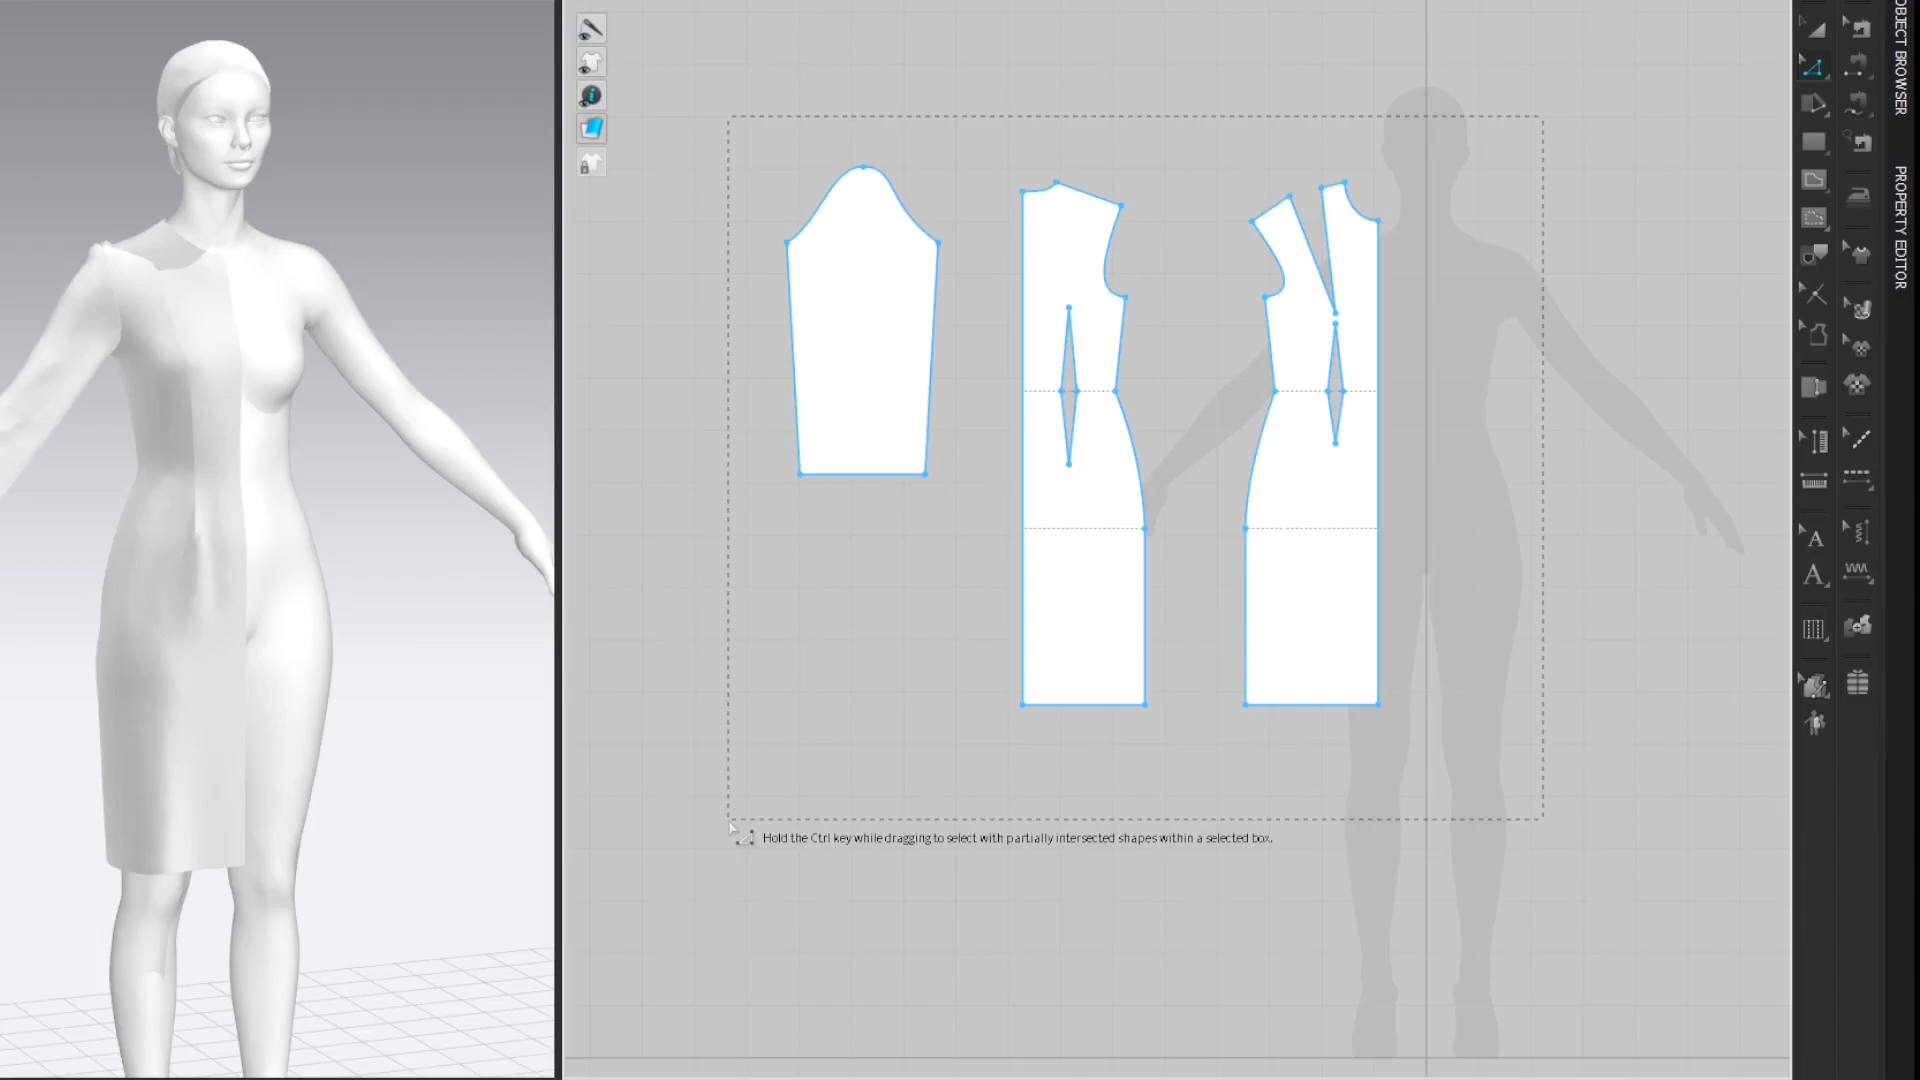 OBJECT BROWSER
PROPERTY EDITOR
Hold the Ctrl key while dragging to select with partially intersected shapes within a selected box.
A
A